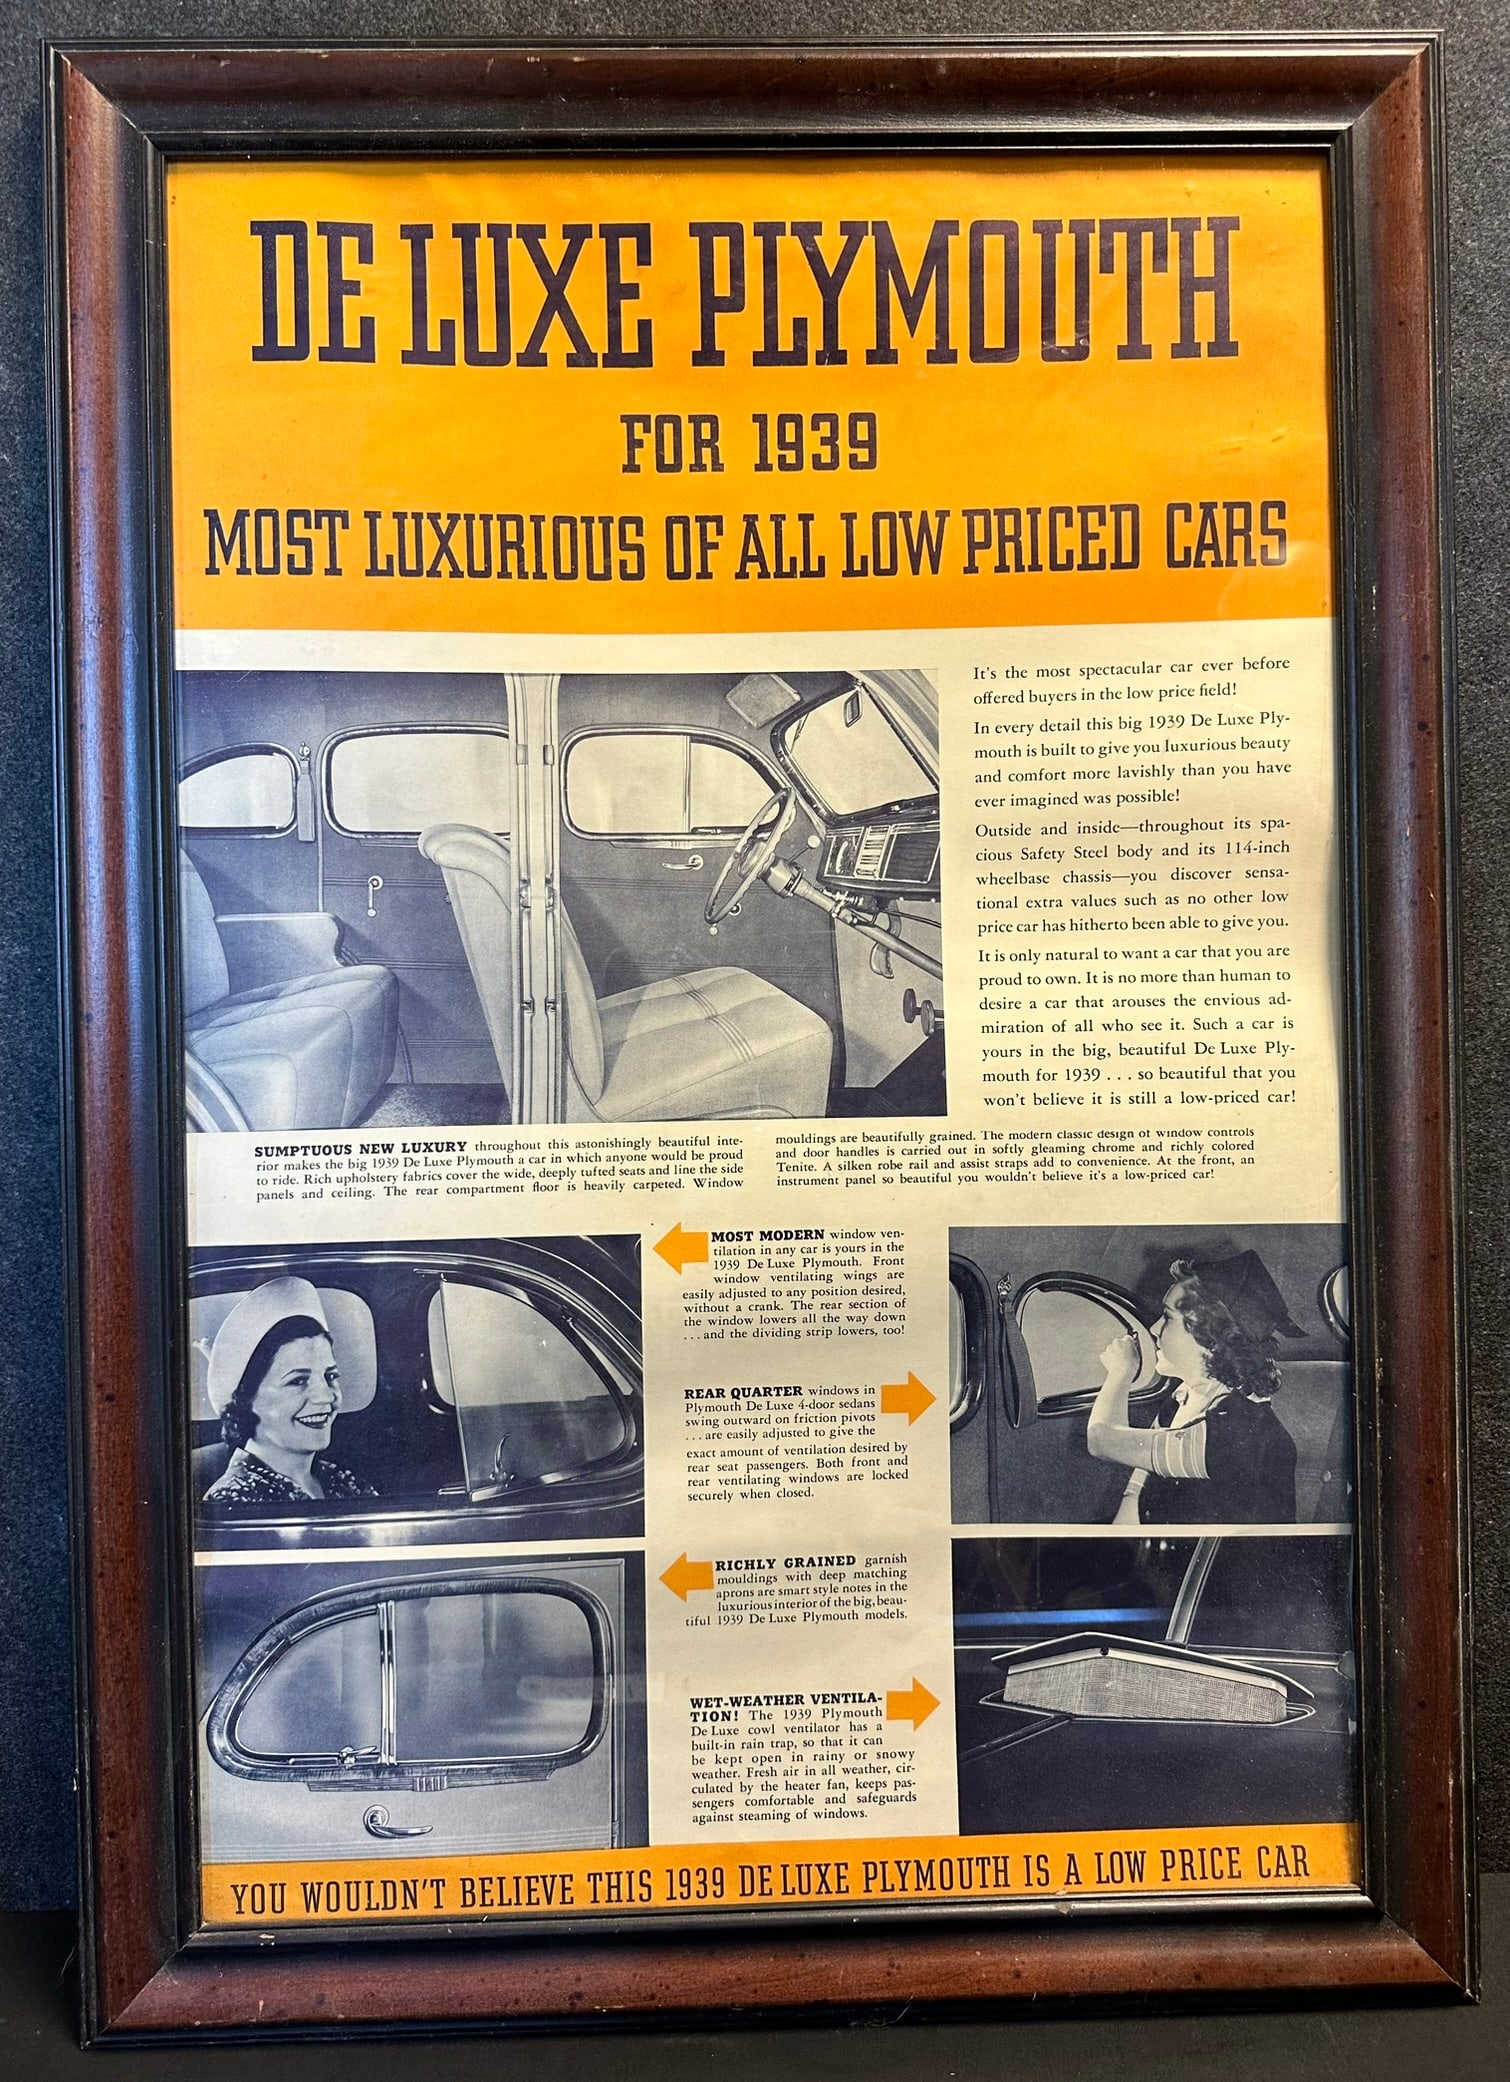 DE LUXE PLYMOUTH
FOR 1939
MOST LUXURIOUS OF ALL LOW PRICED CARS
It's the most spectacular car ever before
offered buyers in the low price field!
In every detail this big 1939 De Luxe Ply-
mouth is built to give you luxurious beauty
and comfort more lavishly than you have
ever imagined was possible!
Outside and inside—throughout its spa-
cious Safety Steel body and its 114-inch
wheelbase chassis—you discover sensa-
tional extra values such as no other low
price car has hitherto been able to give you.
It is only natural to want a car that you are
proud to own. It is no more than human to
desire a car that arouses the envious ad-
miration of all who see it. Such a car is
yours in the big, beautiful De Luxe Ply-
mouth for 1939 . . . so beautiful that you
won't believe it is still a low-priced car!
SUMPTUOUS NEW LUXURY throughout this astonishingly beautiful inte-
rior makes the big 1939 De Luxe Plymouth a car in which anyone would be proud
to ride. Rich upholstery fabrics cover the wide, deeply tufted seats and line the side
panels and ceiling. The rear compartment floor is heavily carpeted. Window
mouldings are beautifully grained. The modern classic design of window controls
and door handles is carried out in softly gleaming chrome and richly colored
Tenite. A silken robe rail and assist straps add to convenience. At the front, an
instrument panel so beautiful you wouldn't believe it's a low-priced car!
MOST MODERN window ven-
tilation in any car is yours in the
1939 De Luxe Plymouth. Front
window ventilating wings are
easily adjusted to any position desired,
without a crank. The rear section of
the window lowers all the way down
. . . and the dividing strip lowers, too!
REAR QUARTER windows in
Plymouth De Luxe 4-door sedans
swing outward on friction pivots
. . . are easily adjusted to give the
exact amount of ventilation desired by
rear seat passengers. Both front and
rear ventilating windows are locked
securely when closed.
RICHLY GRAINED garnish
mouldings with deep matching
aprons are smart style notes in the
luxurious interior of the big, beau-
tiful 1939 De Luxe Plymouth models.
WET-WEATHER VENTILA-
TION! The 1939 Plymouth
De Luxe cowl ventilator has a
built-in rain trap, so that it can
be kept open in rainy or snowy
weather. Fresh air in all weather, cir-
culated by the heater fan, keeps pas-
sengers comfortable and safeguards
against steaming of windows.
YOU WOULDN'T BELIEVE THIS 1939 DE LUXE PLYMOUTH IS A LOW PRICE CAR